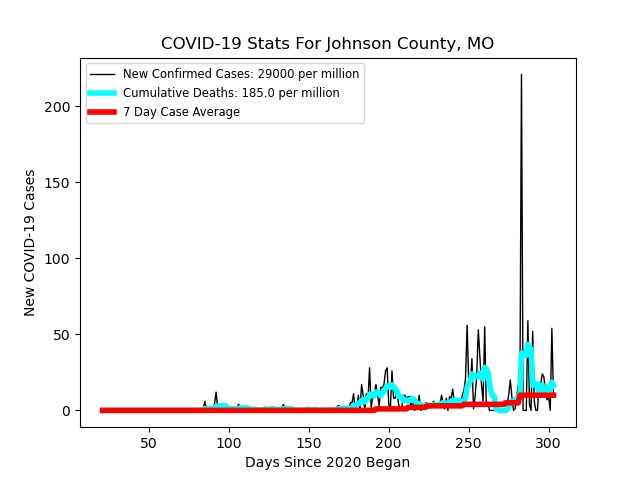 COVID-19 Stats For Johnson County, MO
New Confirmed Cases: 29000 per million
Cumulative Deaths: 185.0 per million
7 Day Case Average
New COVID-19 Cases
200
150
100
50
0
50 100 150 200 250 300
Days Since 2020 Began